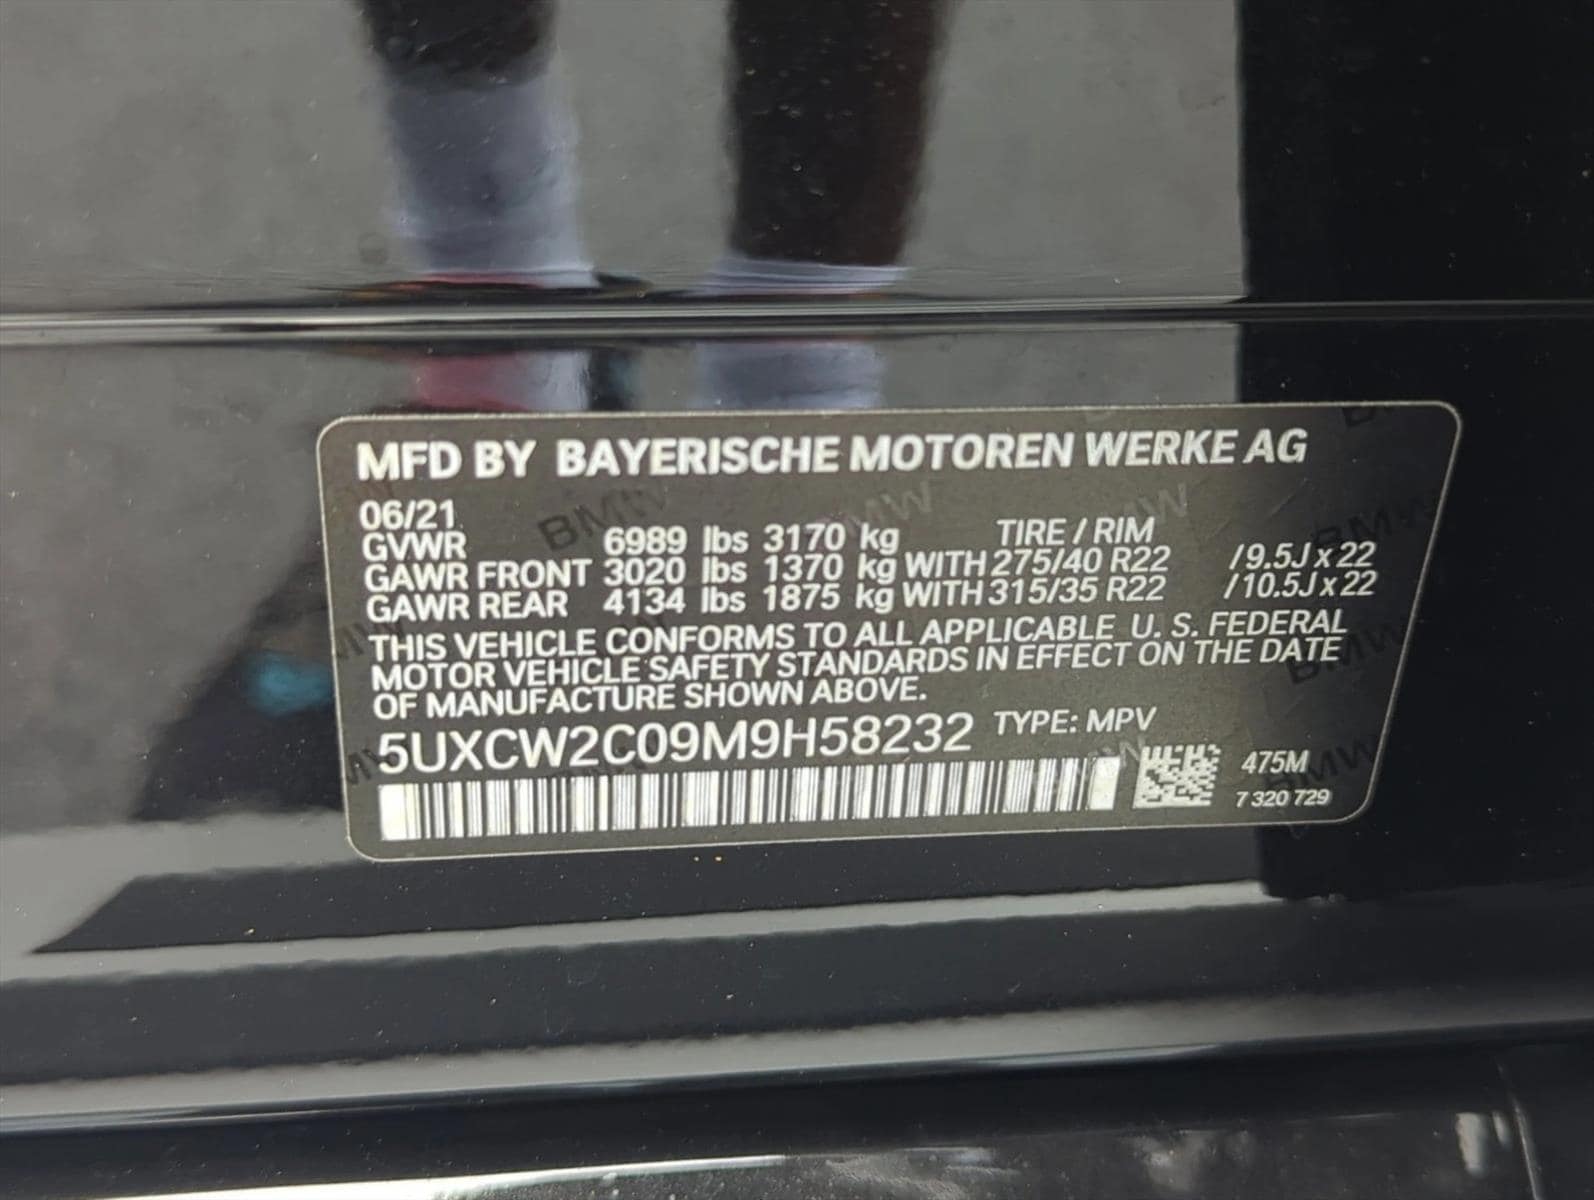 MFD BY BAYERISCHE MOTOREN WERKE AG
06/21
GVWR 6989 lbs 3170 kg TIRE / RIM
GAWR FRONT 3020 lbs 1370 kg WITH 275/40 R22 /9.5J x 22
GAWR REAR 4134 lbs 1875 kg WITH 315/35 R22 /10.5J x 22
THIS VEHICLE CONFORMS TO ALL APPLICABLE U. S. FEDERAL
MOTOR VEHICLE SAFETY STANDARDS IN EFFECT ON THE DATE
OF MANUFACTURE SHOWN ABOVE.
5UXCW2C09M9H58232 TYPE: MPV
475M
7 320 729